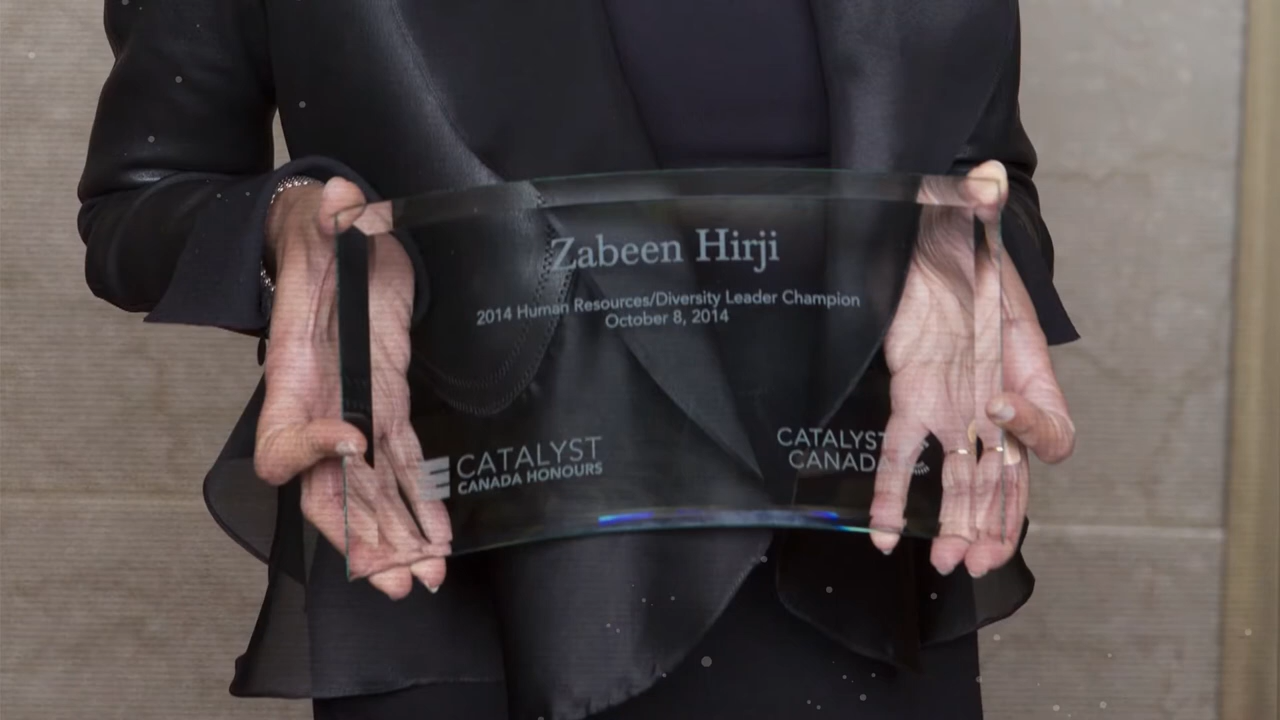 Zabeen Hirji
2014 Human Resources/Diversity Leader Champion
October 8, 2014
CATALYST
CANADA HONOURS
CATALYST
CANADA